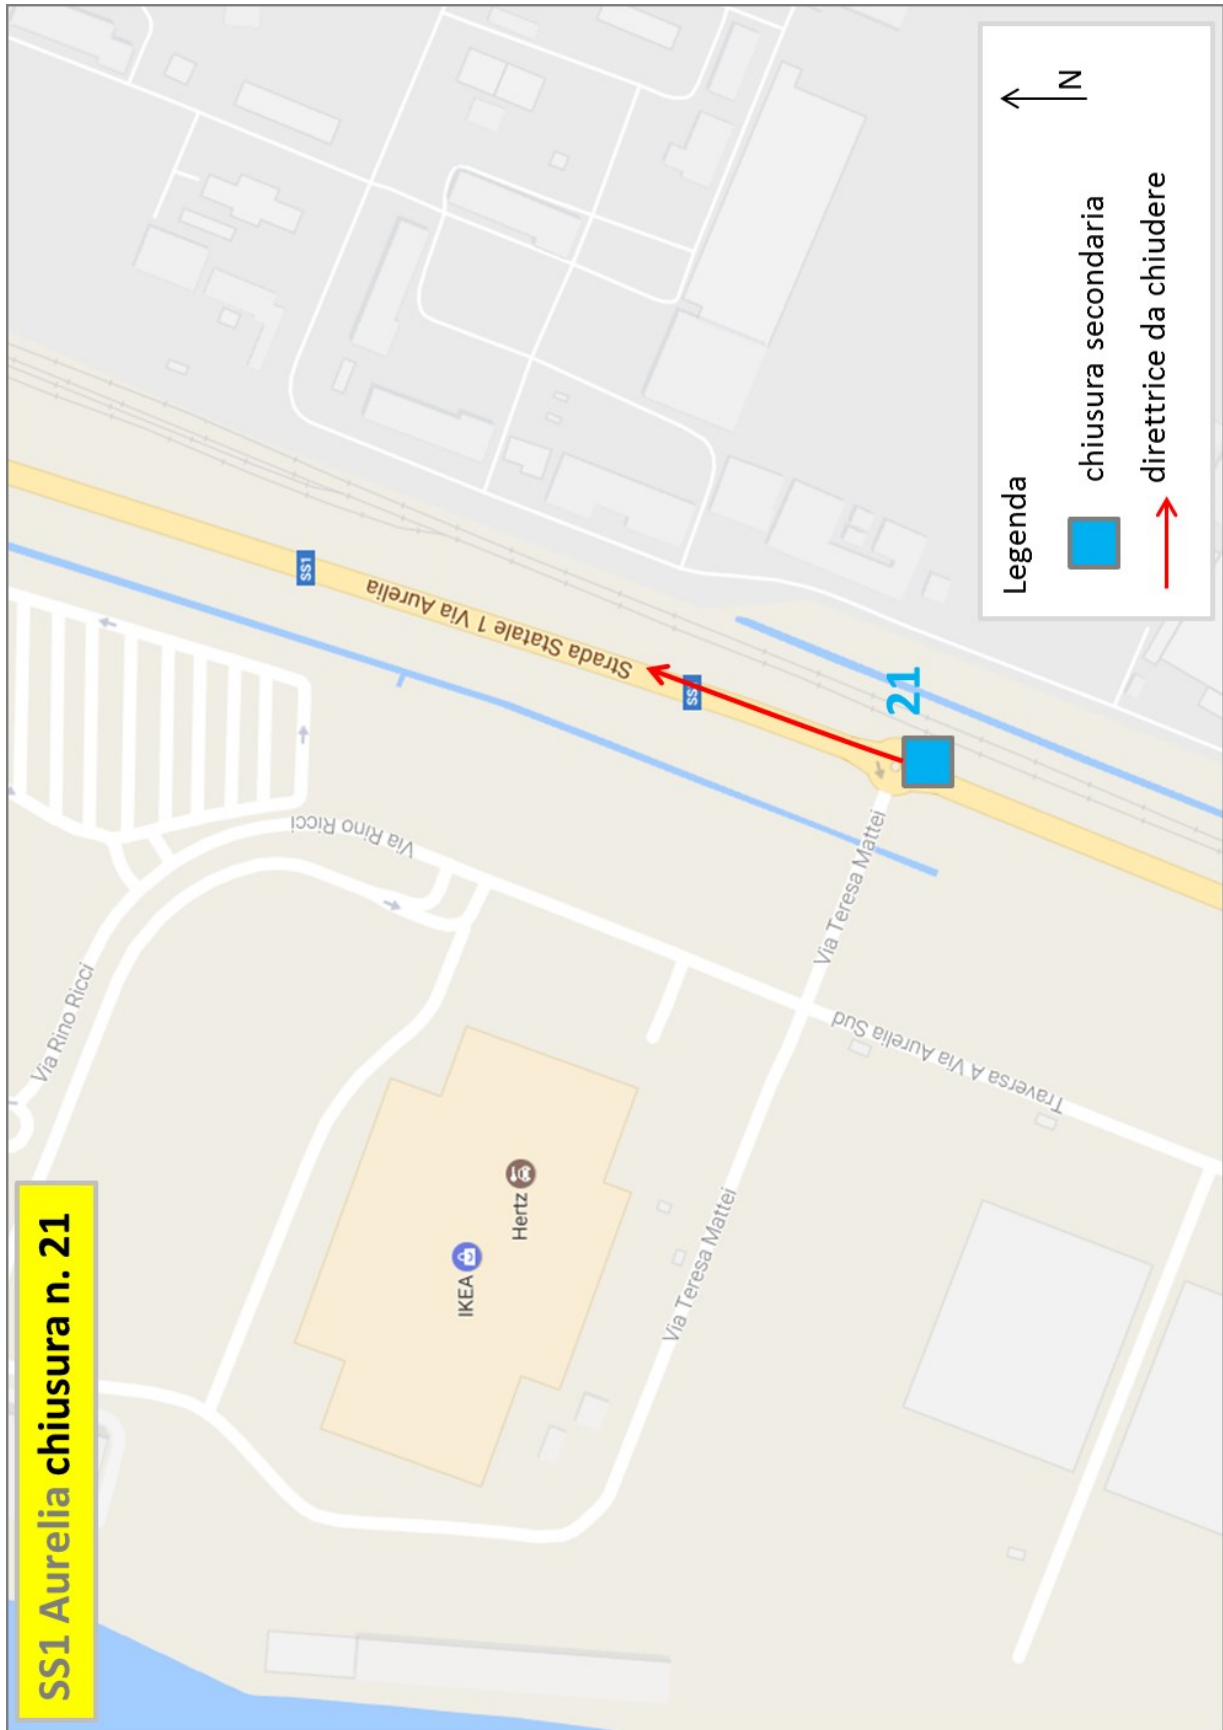 SS1 Aurelia chiusura n. 21
Via Rino Ricci
Via Rino Ricci
IKEA
Hertz
Via Teresa Mattei
Via Teresa Mattei
Traversa A Via Aurelia Sud
SS1
Strada Statale 1 Via Aurelia
21
Legenda
N
chiusura secondaria
direttrice da chiudere